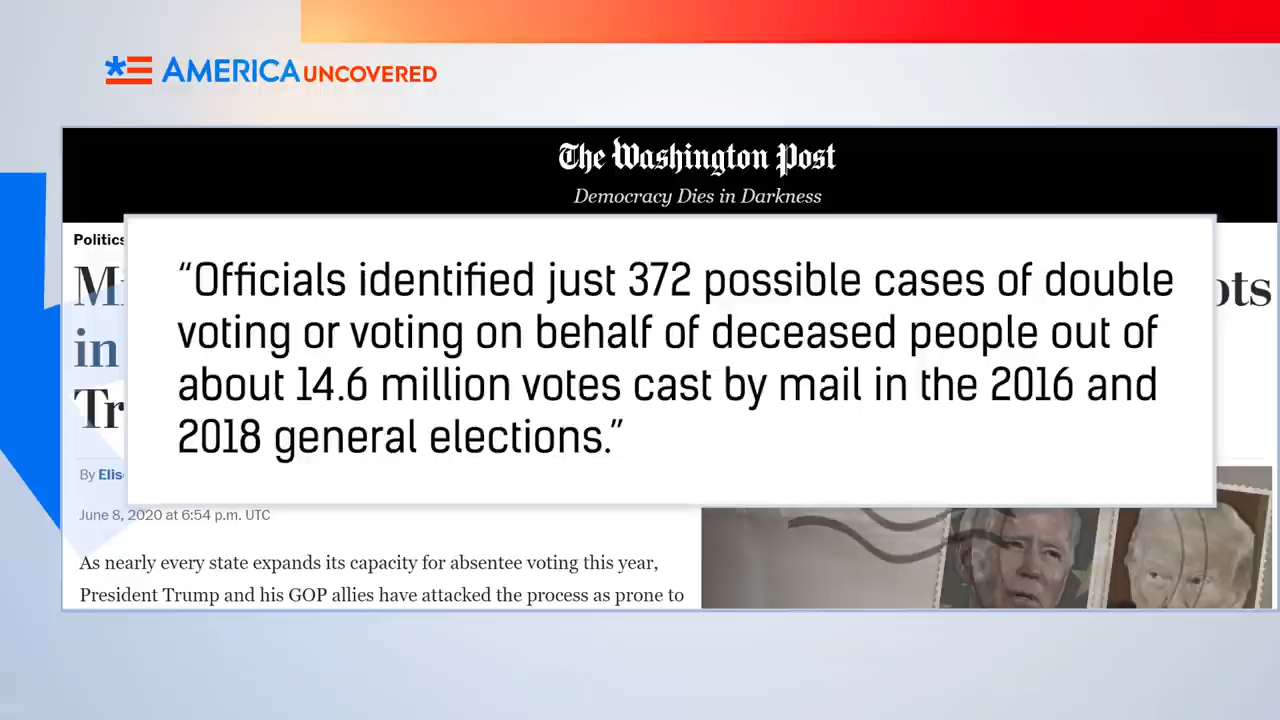 AMERICA UNCOVERED
The Washington Post
Democracy Dies in Darkness
Politics
“Officials identified just 372 possible cases of double
voting or voting on behalf of deceased people out of
about 14.6 million votes cast by mail in the 2016 and
2018 general elections.”
in
By
June 8, 2020 at 6:54 p.m. UTC
As nearly every state expands its capacity for absentee voting this year,
President Trump and his GOP allies have attacked the process as prone to